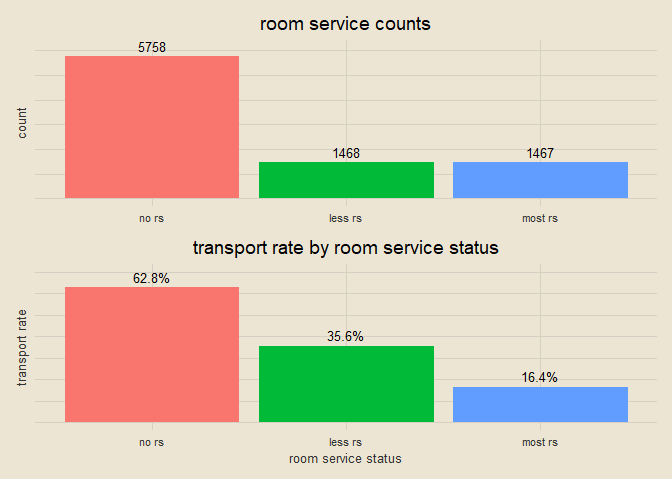 room service counts
5758
1468
1467
count
no rs
less rs
most rs
transport rate by room service status
62.8%
35.6%
16.4%
transport rate
no rs
less rs
most rs
room service status